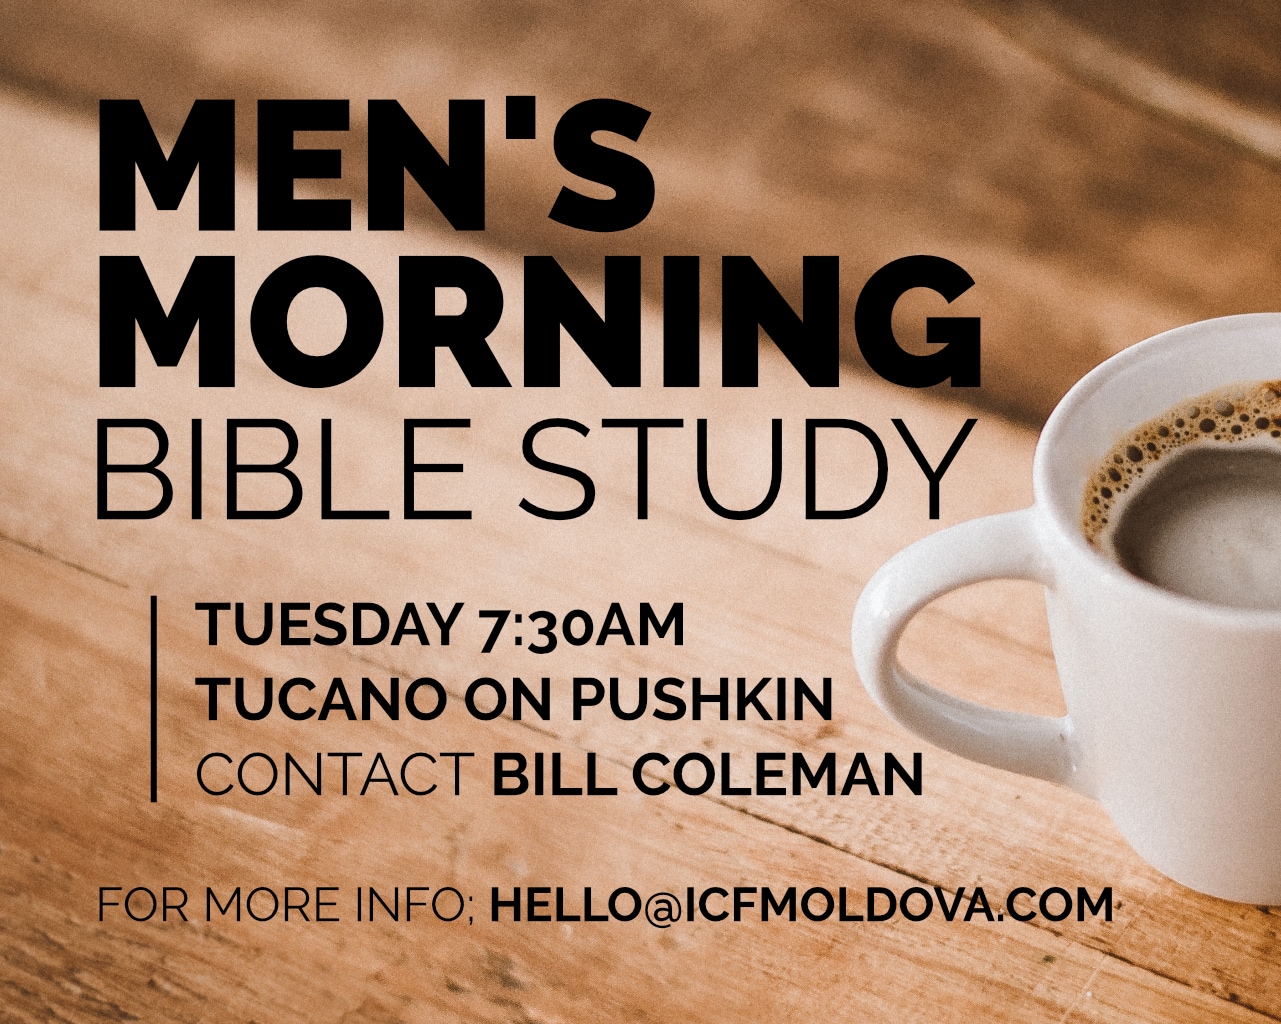 MEN'S
MORNING
BIBLE STUDY
TUESDAY 7:30AM
TUCANO ON PUSHKIN
CONTACT BILL COLEMAN
FOR MORE INFO; HELLO@ICFMOLDOVA.COM